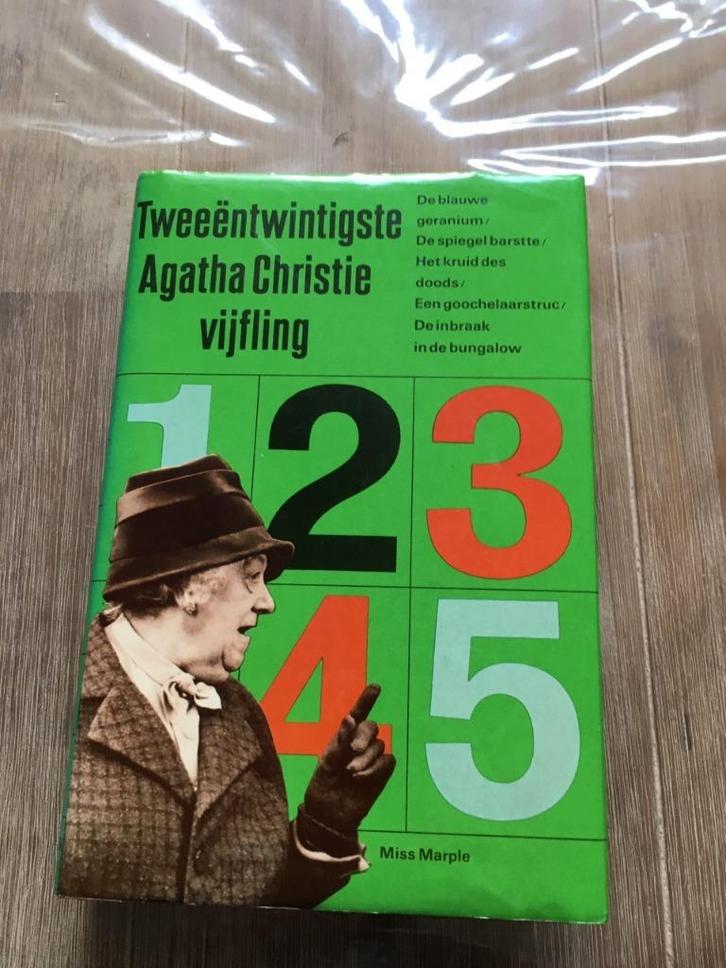 Tweeëntwintigste
Agatha Christie
vijfling
De blauwe
geranium/
De spiegel barstte/
Het kruid des
doods/
Een goochelaarstruc/
De inbraak
in de bungalow
1 2 3
4 5
Miss Marple